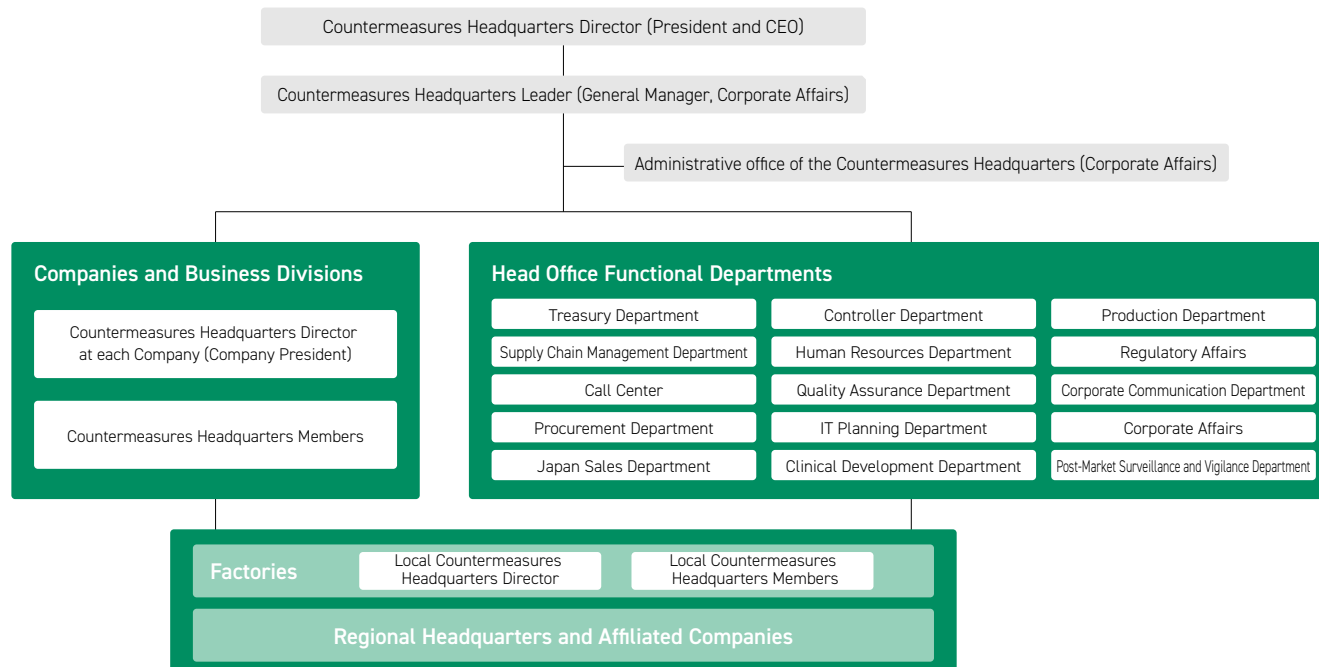 Countermeasures Headquarters Director (President and CEO)
Countermeasures Headquarters Leader (General Manager, Corporate Affairs)
Administrative office of the Countermeasures Headquarters (Corporate Affairs)
Companies and Business Divisions
Countermeasures Headquarters Director
at each Company (Company President)
Countermeasures Headquarters Members
Head Office Functional Departments
Treasury Department
Controller Department
Production Department
Supply Chain Management Department
Human Resources Department
Regulatory Affairs
Call Center
Quality Assurance Department
Corporate Communication Department
Procurement Department
IT Planning Department
Corporate Affairs
Japan Sales Department
Clinical Development Department
Post-Market Surveillance and Vigilance Department
Factories
Local Countermeasures
Headquarters Director
Local Countermeasures
Headquarters Members
Regional Headquarters and Affiliated Companies